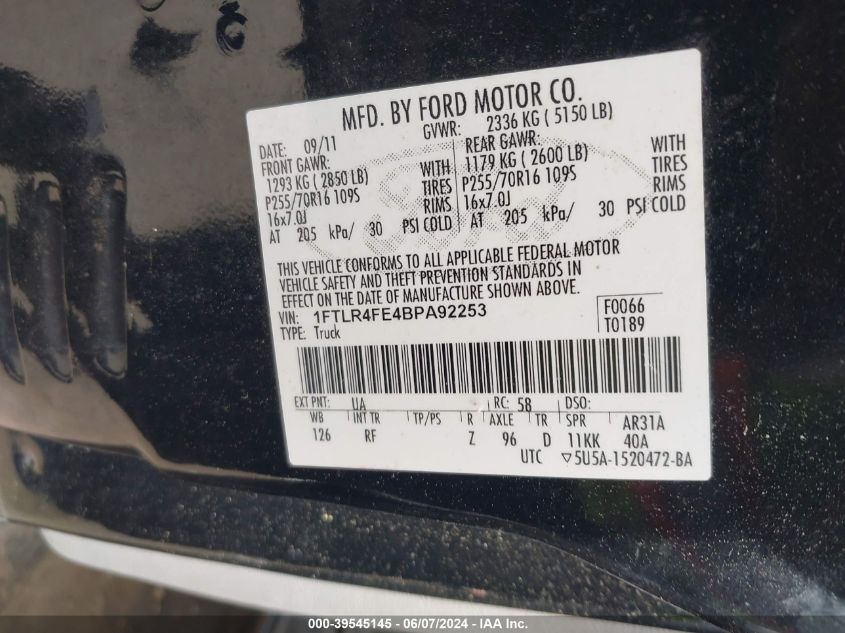 MFD. BY FORD MOTOR CO.
DATE: 09/11 GVWR: 2336 KG ( 5150 LB)
FRONT GAWR: REAR GAWR:
1293 KG ( 2850 LB) WITH 1179 KG ( 2600 LB) WITH
P255/70R16 109S TIRES P255/70R16 109S TIRES
16x7.0J RIMS 16x7.0J RIMS
AT 205 kPa/ 30 PSI COLD AT 205 kPa/ 30 PSI COLD
THIS VEHICLE CONFORMS TO ALL APPLICABLE FEDERAL MOTOR
VEHICLE SAFETY AND THEFT PREVENTION STANDARDS IN
EFFECT ON THE DATE OF MANUFACTURE SHOWN ABOVE.
VIN: 1FTLR4FE4BPA92253 F0066
TYPE: Truck T0189
EXT PNT: UA RC: 58 DSO:
WB INT TR TP/PS R AXLE TR SPR AR31A
126 RF Z 96 D 11KK 40A
UTC ▽5U5A-1520472-BA
000-39545145 - 06/07/2024 - IAA Inc.